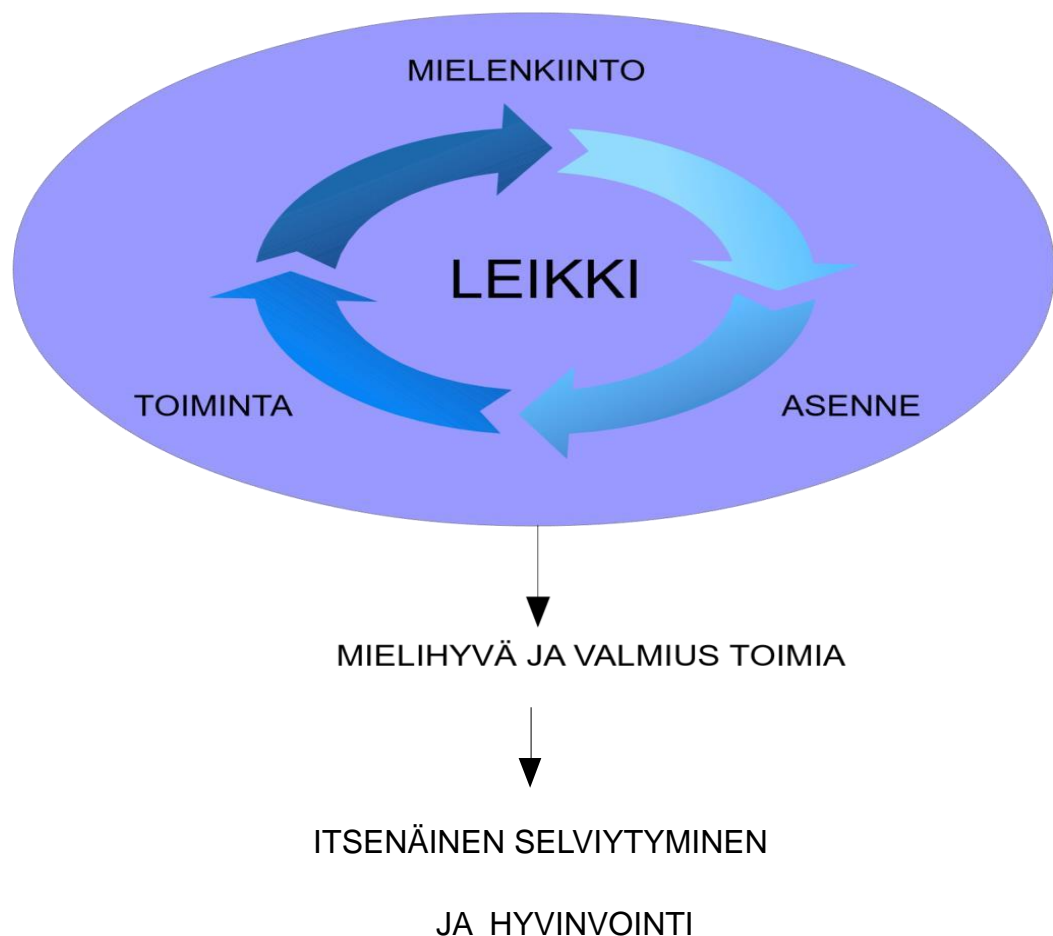 MIELENKIINTO
LEIKKI
TOIMINTA
ASENNE
MIELIHYVÄ JA VALMIUS TOIMIA
ITSENÄINEN SELVIYTYMINEN
JA HYVINVOINTI